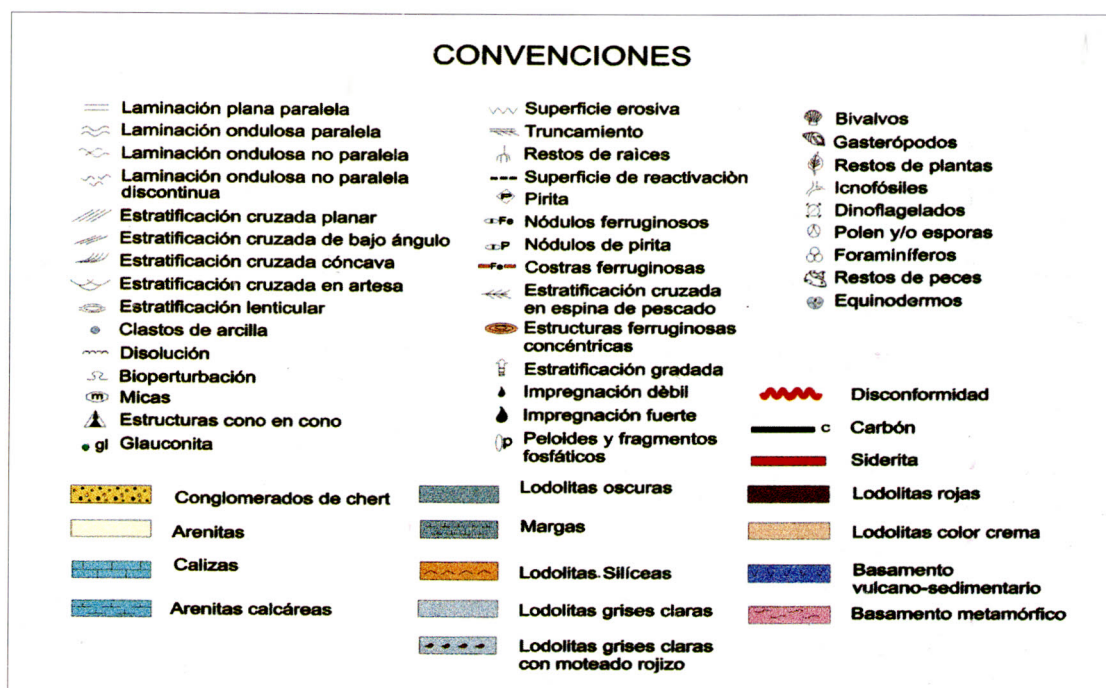 CONVENCIONES
Laminación plana paralela
Laminación ondulosa paralela
Laminación ondulosa no paralela
Laminación ondulosa no paralela
discontinua
Estratificación cruzada planar
Estratificación cruzada de bajo ángulo
Estratificación cruzada cóncava
Estratificación cruzada en artesa
Estratificación lenticular
Clastos de arcilla
Disolución
Bioperturbación
m Micas
Estructuras cono en cono
gl Glauconita
Superficie erosiva
Truncamiento
Restos de raìces
Superficie de reactivaciòn
P Pirita
Fe Nódulos ferruginosos
P Nódulos de pirita
Fe Costras ferruginosas
Estratificación cruzada
en espina de pescado
Estructuras ferruginosas
concéntricas
Estratificación gradada
Impregnación dèbil
Impregnación fuerte
p Peloides y fragmentos
fosfáticos
Bivalvos
Gasterópodos
Restos de plantas
Icnofósiles
Dinoflagelados
Polen y/o esporas
Foraminíferos
Restos de peces
Equinodermos
Disconformidad
c Carbón
Siderita
Conglomerados de chert
Arenitas
Calizas
Arenitas calcáreas
Lodolitas oscuras
Margas
Lodolitas Silíceas
Lodolitas grises claras
Lodolitas grises claras
con moteado rojizo
Lodolitas rojas
Lodolitas color crema
Basamento
vulcano-sedimentario
Basamento metamórfico